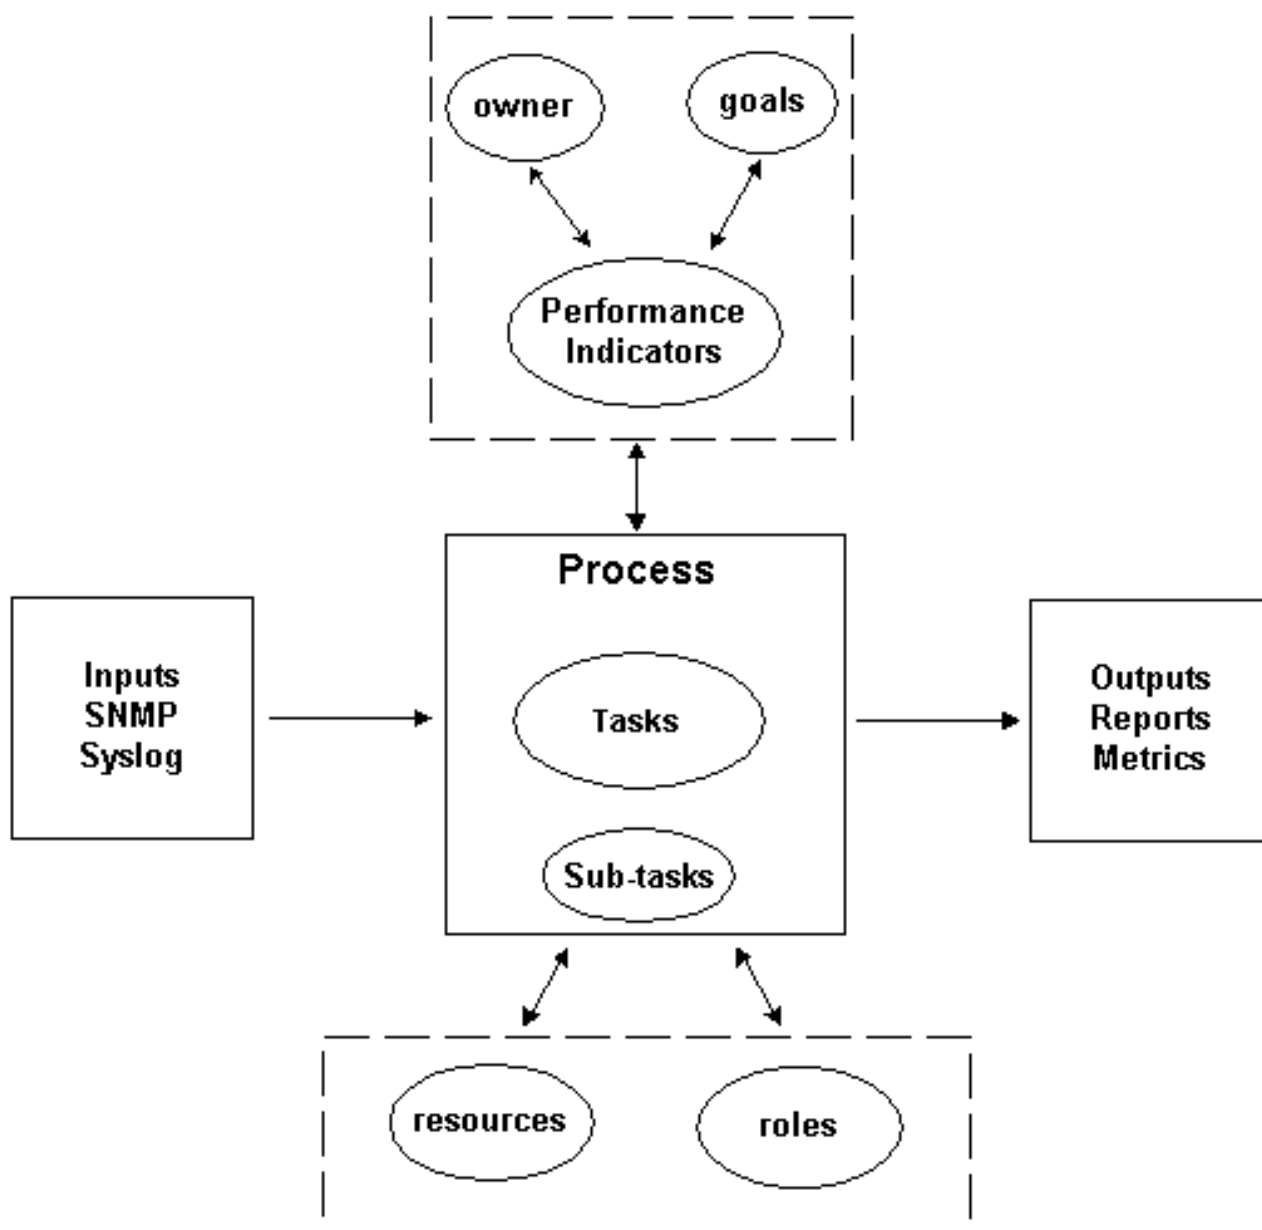 owner
goals
Performance
Indicators
Process
Inputs
SNMP
Syslog
Tasks
Sub-tasks
Outputs
Reports
Metrics
resources
roles